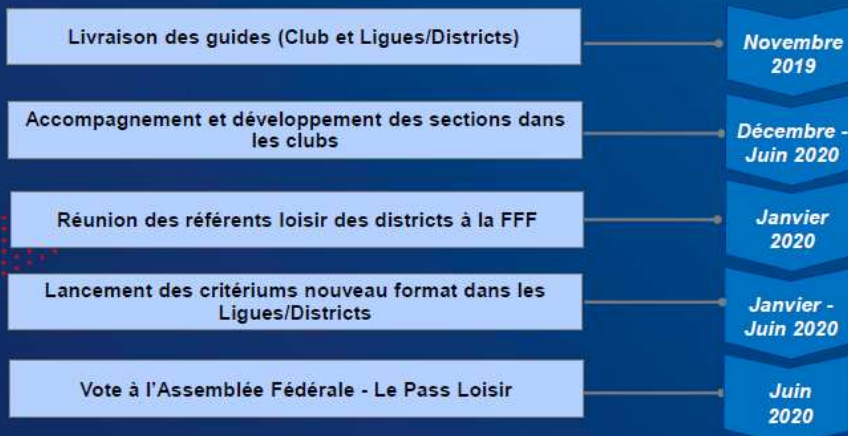 Livraison des guides (Club et Ligues/Districts)
Novembre
2019
Accompagnement et développement des sections dans
les clubs
Décembre -
Juin 2020
Réunion des référents loisir des districts à la FFF
Janvier
2020
Lancement des critériums nouveau format dans les
Ligues/Districts
Janvier -
Juin 2020
Vote à l'Assemblée Fédérale - Le Pass Loisir
Juin
2020